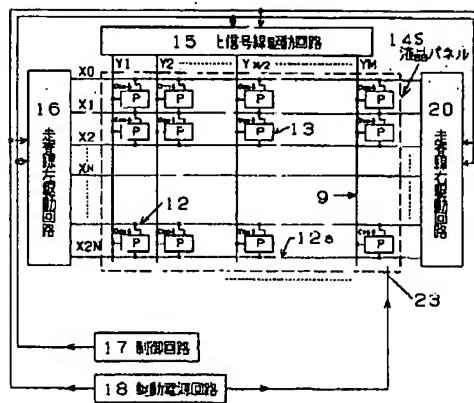 15 上信号線駆動回路
14S
液晶パネル
Y1 Y2 YM/2 YM
X0
X1
X2
XN
X2N
16 走査線左駆動回路
20 走査線右駆動回路
P P P P
P P P P
13
9
12
P P P P
12a
23
17 制御回路
18 駆動電源回路